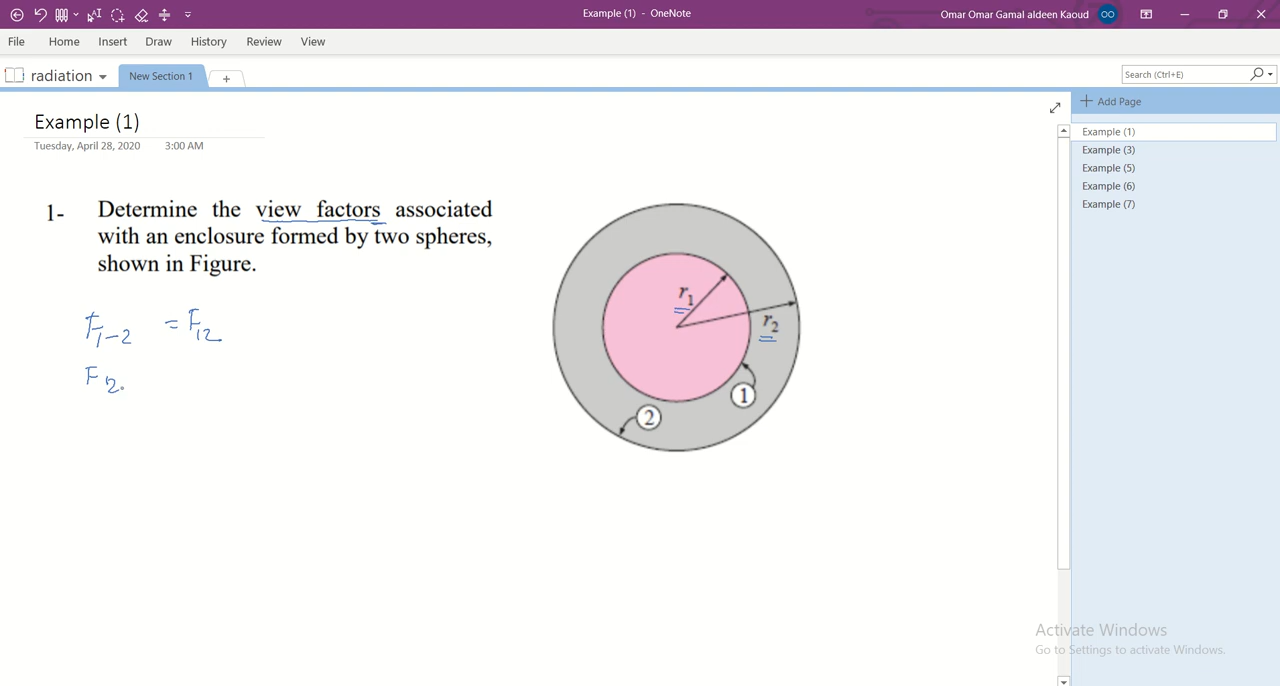 Example (1) - OneNote
Omar Omar Gamal aldeen Kaoud
OO
File Home Insert Draw History Review View
radiation
New Section 1
+
Search (Ctrl+E)
Add Page
Example (1)
Example (3)
Example (5)
Example (6)
Example (7)
Example (1)
Tuesday, April 28, 2020 3:00 AM
1- Determine the view factors associated
with an enclosure formed by two spheres,
shown in Figure.
F1-2 = F12
F12
r1
r2
1
2
Activate Windows
Go to Settings to activate Windows.